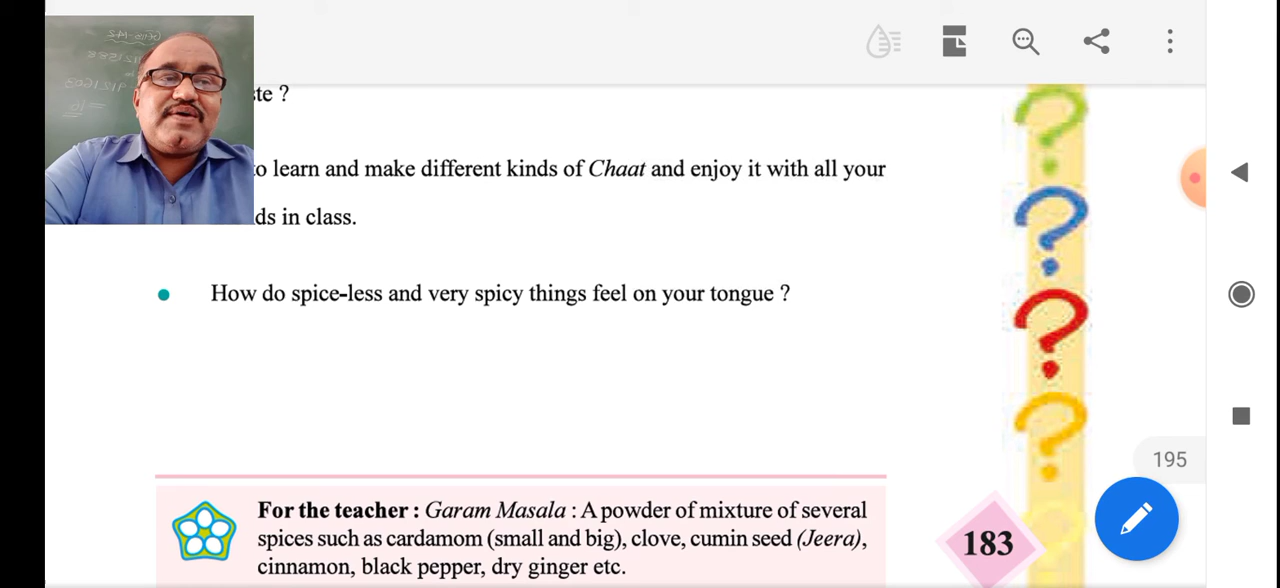 ste ?
to learn and make different kinds of Chaat and enjoy it with all your
ds in class.
How do spice-less and very spicy things feel on your tongue ?
195
For the teacher : Garam Masala : A powder of mixture of several
spices such as cardamom (small and big), clove, cumin seed (Jeera),
cinnamon, black pepper, dry ginger etc.
183